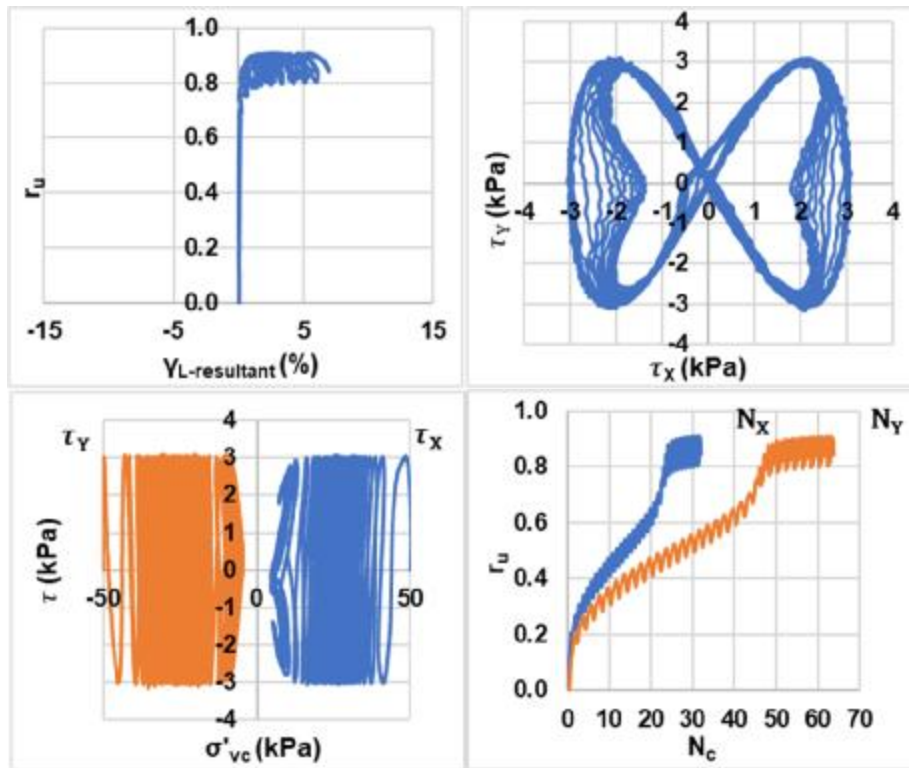 1.0
0.8
0.6
0.4
0.2
0.0
-15 -5 5 15
r_u
γ_L-resultant (%)
4
3
2
1
0
-1
-2
-3
-4
-4 -3 -2 -1 0 1 2 3 4
τ_Y (kPa)
τ_X (kPa)
τ_Y τ_X
4
3
2
1
0
-1
-2
-3
-4
-50 0 50
τ (kPa)
σ'_vc (kPa)
N_X N_Y
1.0
0.8
0.6
0.4
0.2
0.0
0 10 20 30 40 50 60 70
r_u
N_c